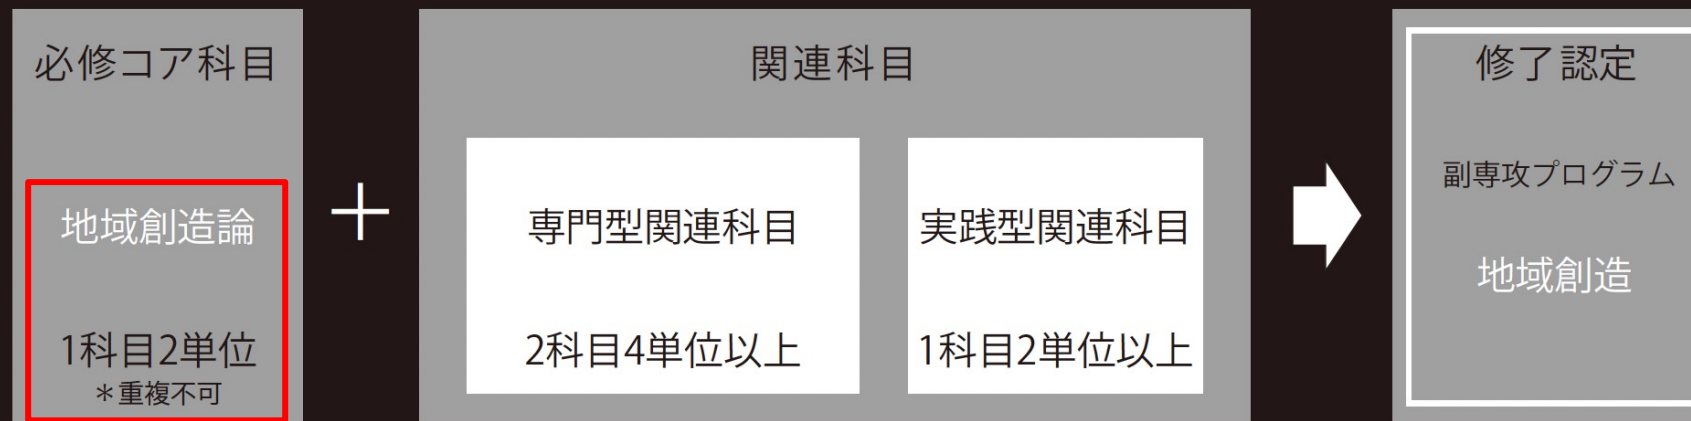 必修コア科目
地域創造論
1科目2単位
＊重複不可
＋
関連科目
専門型関連科目
2科目4単位以上
実践型関連科目
1科目2単位以上
修了認定
副専攻プログラム
地域創造